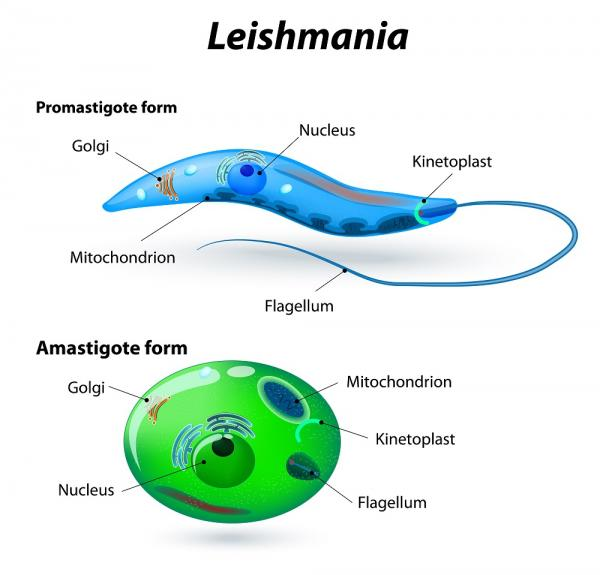 Leishmania
Promastigote form
Nucleus
Golgi
Kinetoplast
Mitochondrion
Flagellum
Amastigote form
Mitochondrion
Golgi
Kinetoplast
Nucleus
Flagellum